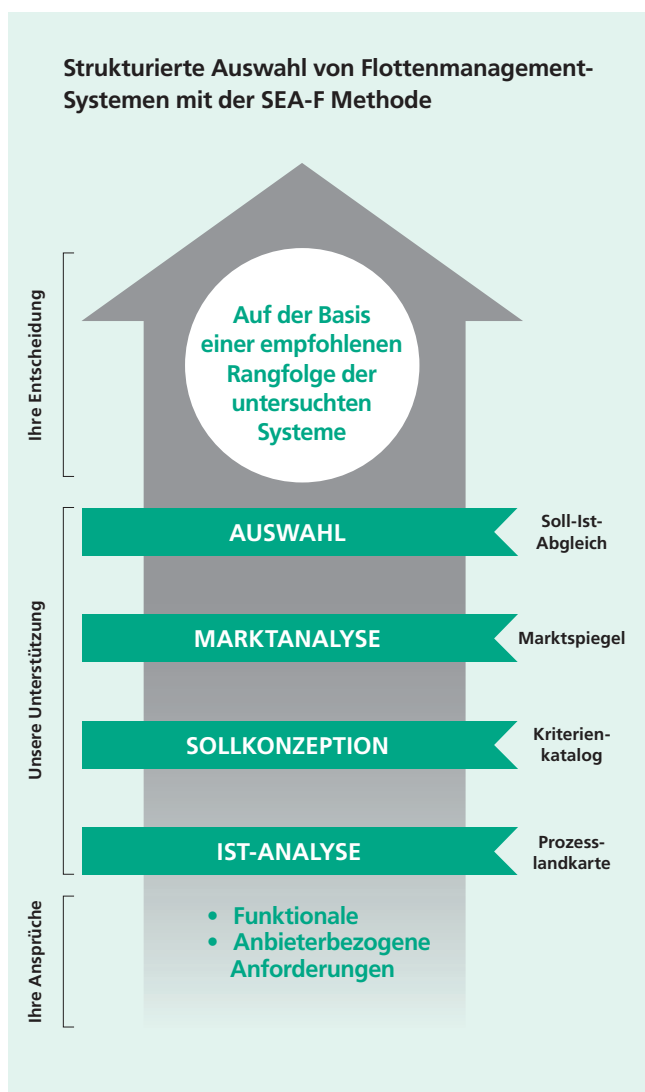 Strukturierte Auswahl von Flottenmanagement-
Systemen mit der SEA-F Methode
Ihre Entscheidung
Auf der Basis
einer empfohlenen
Rangfolge der
untersuchten
Systeme
Unsere Unterstützung
AUSWAHL
Soll-Ist-
Abgleich
MARKTANALYSE
Marktspiegel
SOLLKONZEPTION
Kriterien-
katalog
IST-ANALYSE
Prozess-
landkarte
Ihre Ansprüche
• Funktionale
• Anbieterbezogene
Anforderungen